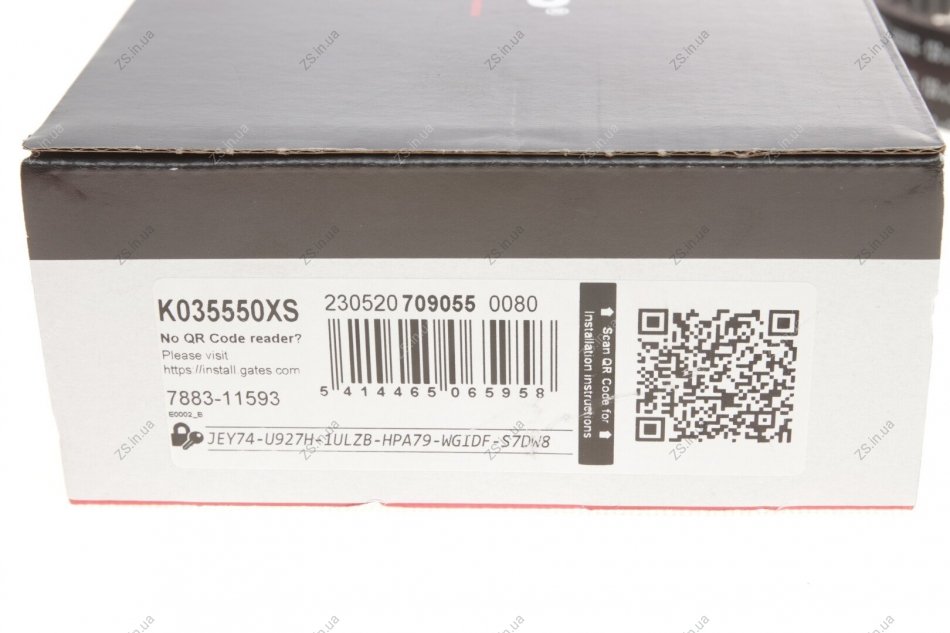 K035550XS
No QR Code reader?
Please visit
https://install gates com
7883-11593
E0002_B
230520 709055 0080
5 414465 065958
JEY74-U927H-1ULZB-HPA79-WGIDF-S7DW8
Scan QR Code for
installation instructions
ZS.in.ua